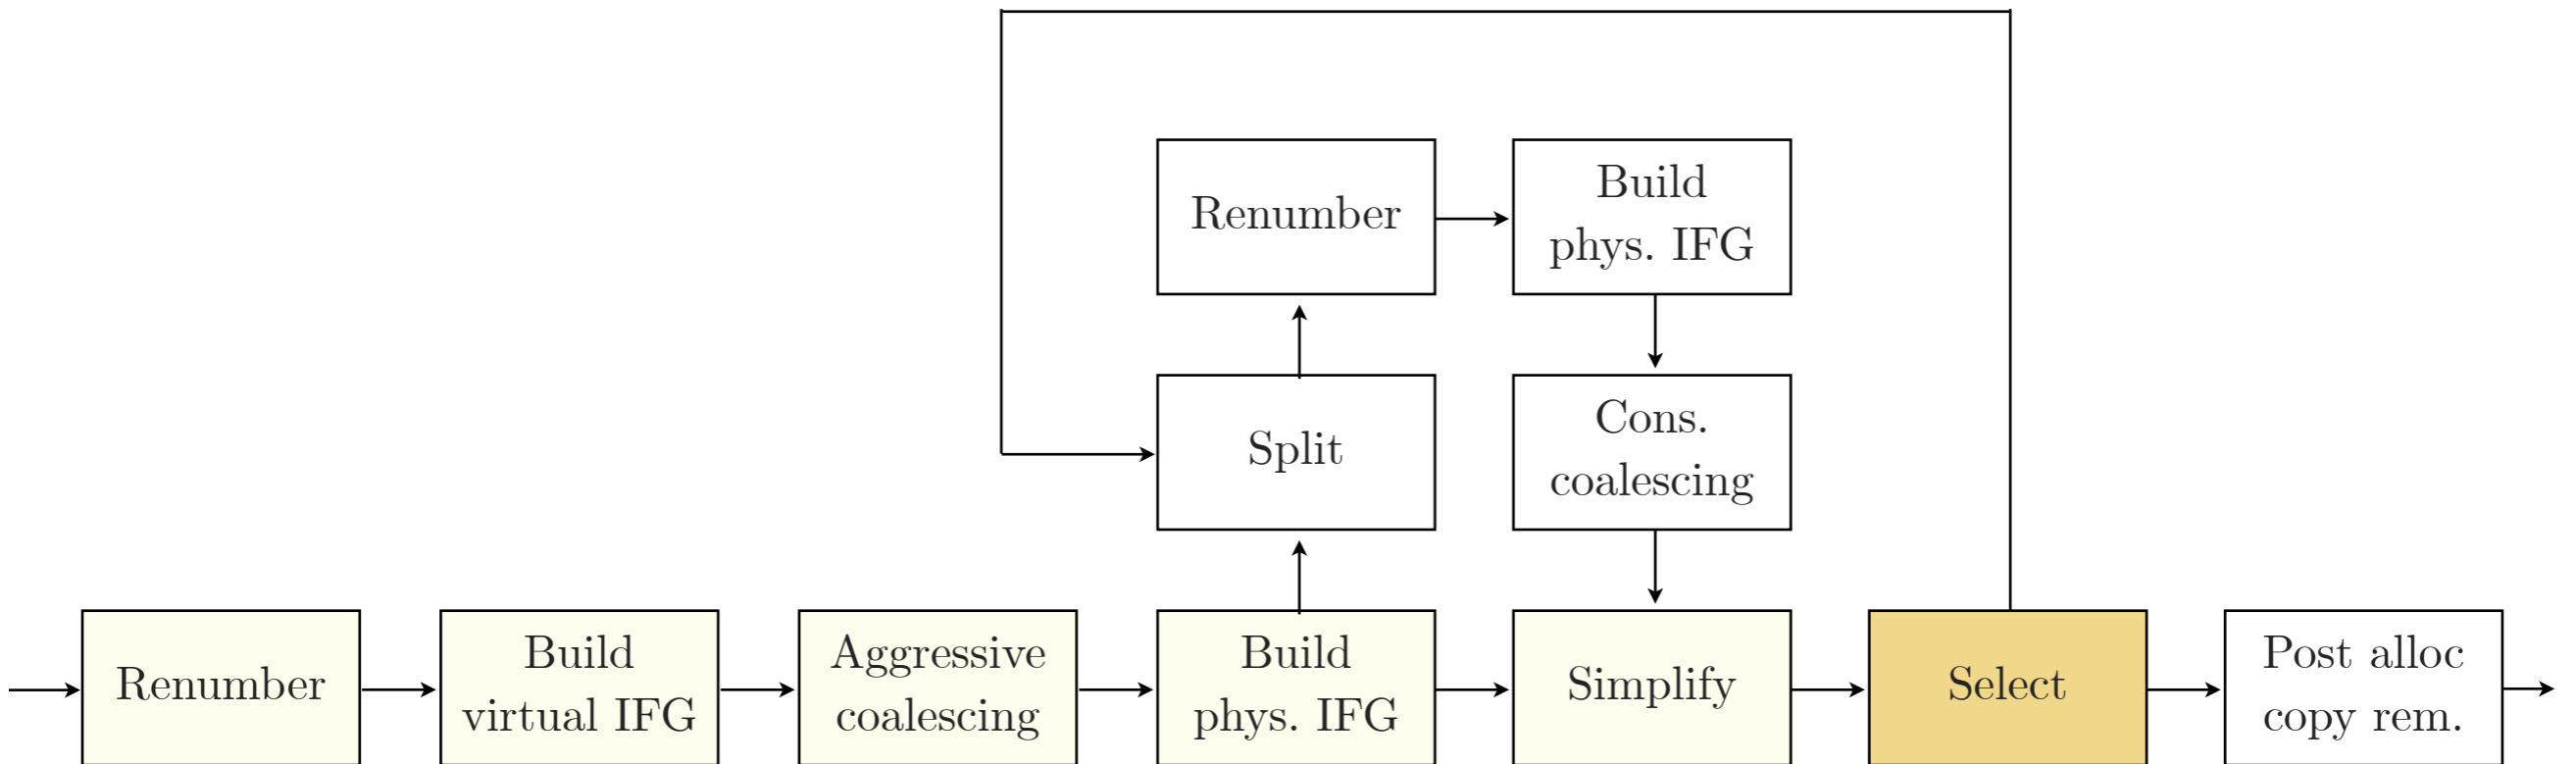 Renumber
Build
phys. IFG
Split
Cons.
coalescing
Renumber
Build
virtual IFG
Aggressive
coalescing
Build
phys. IFG
Simplify
Select
Post alloc
copy rem.